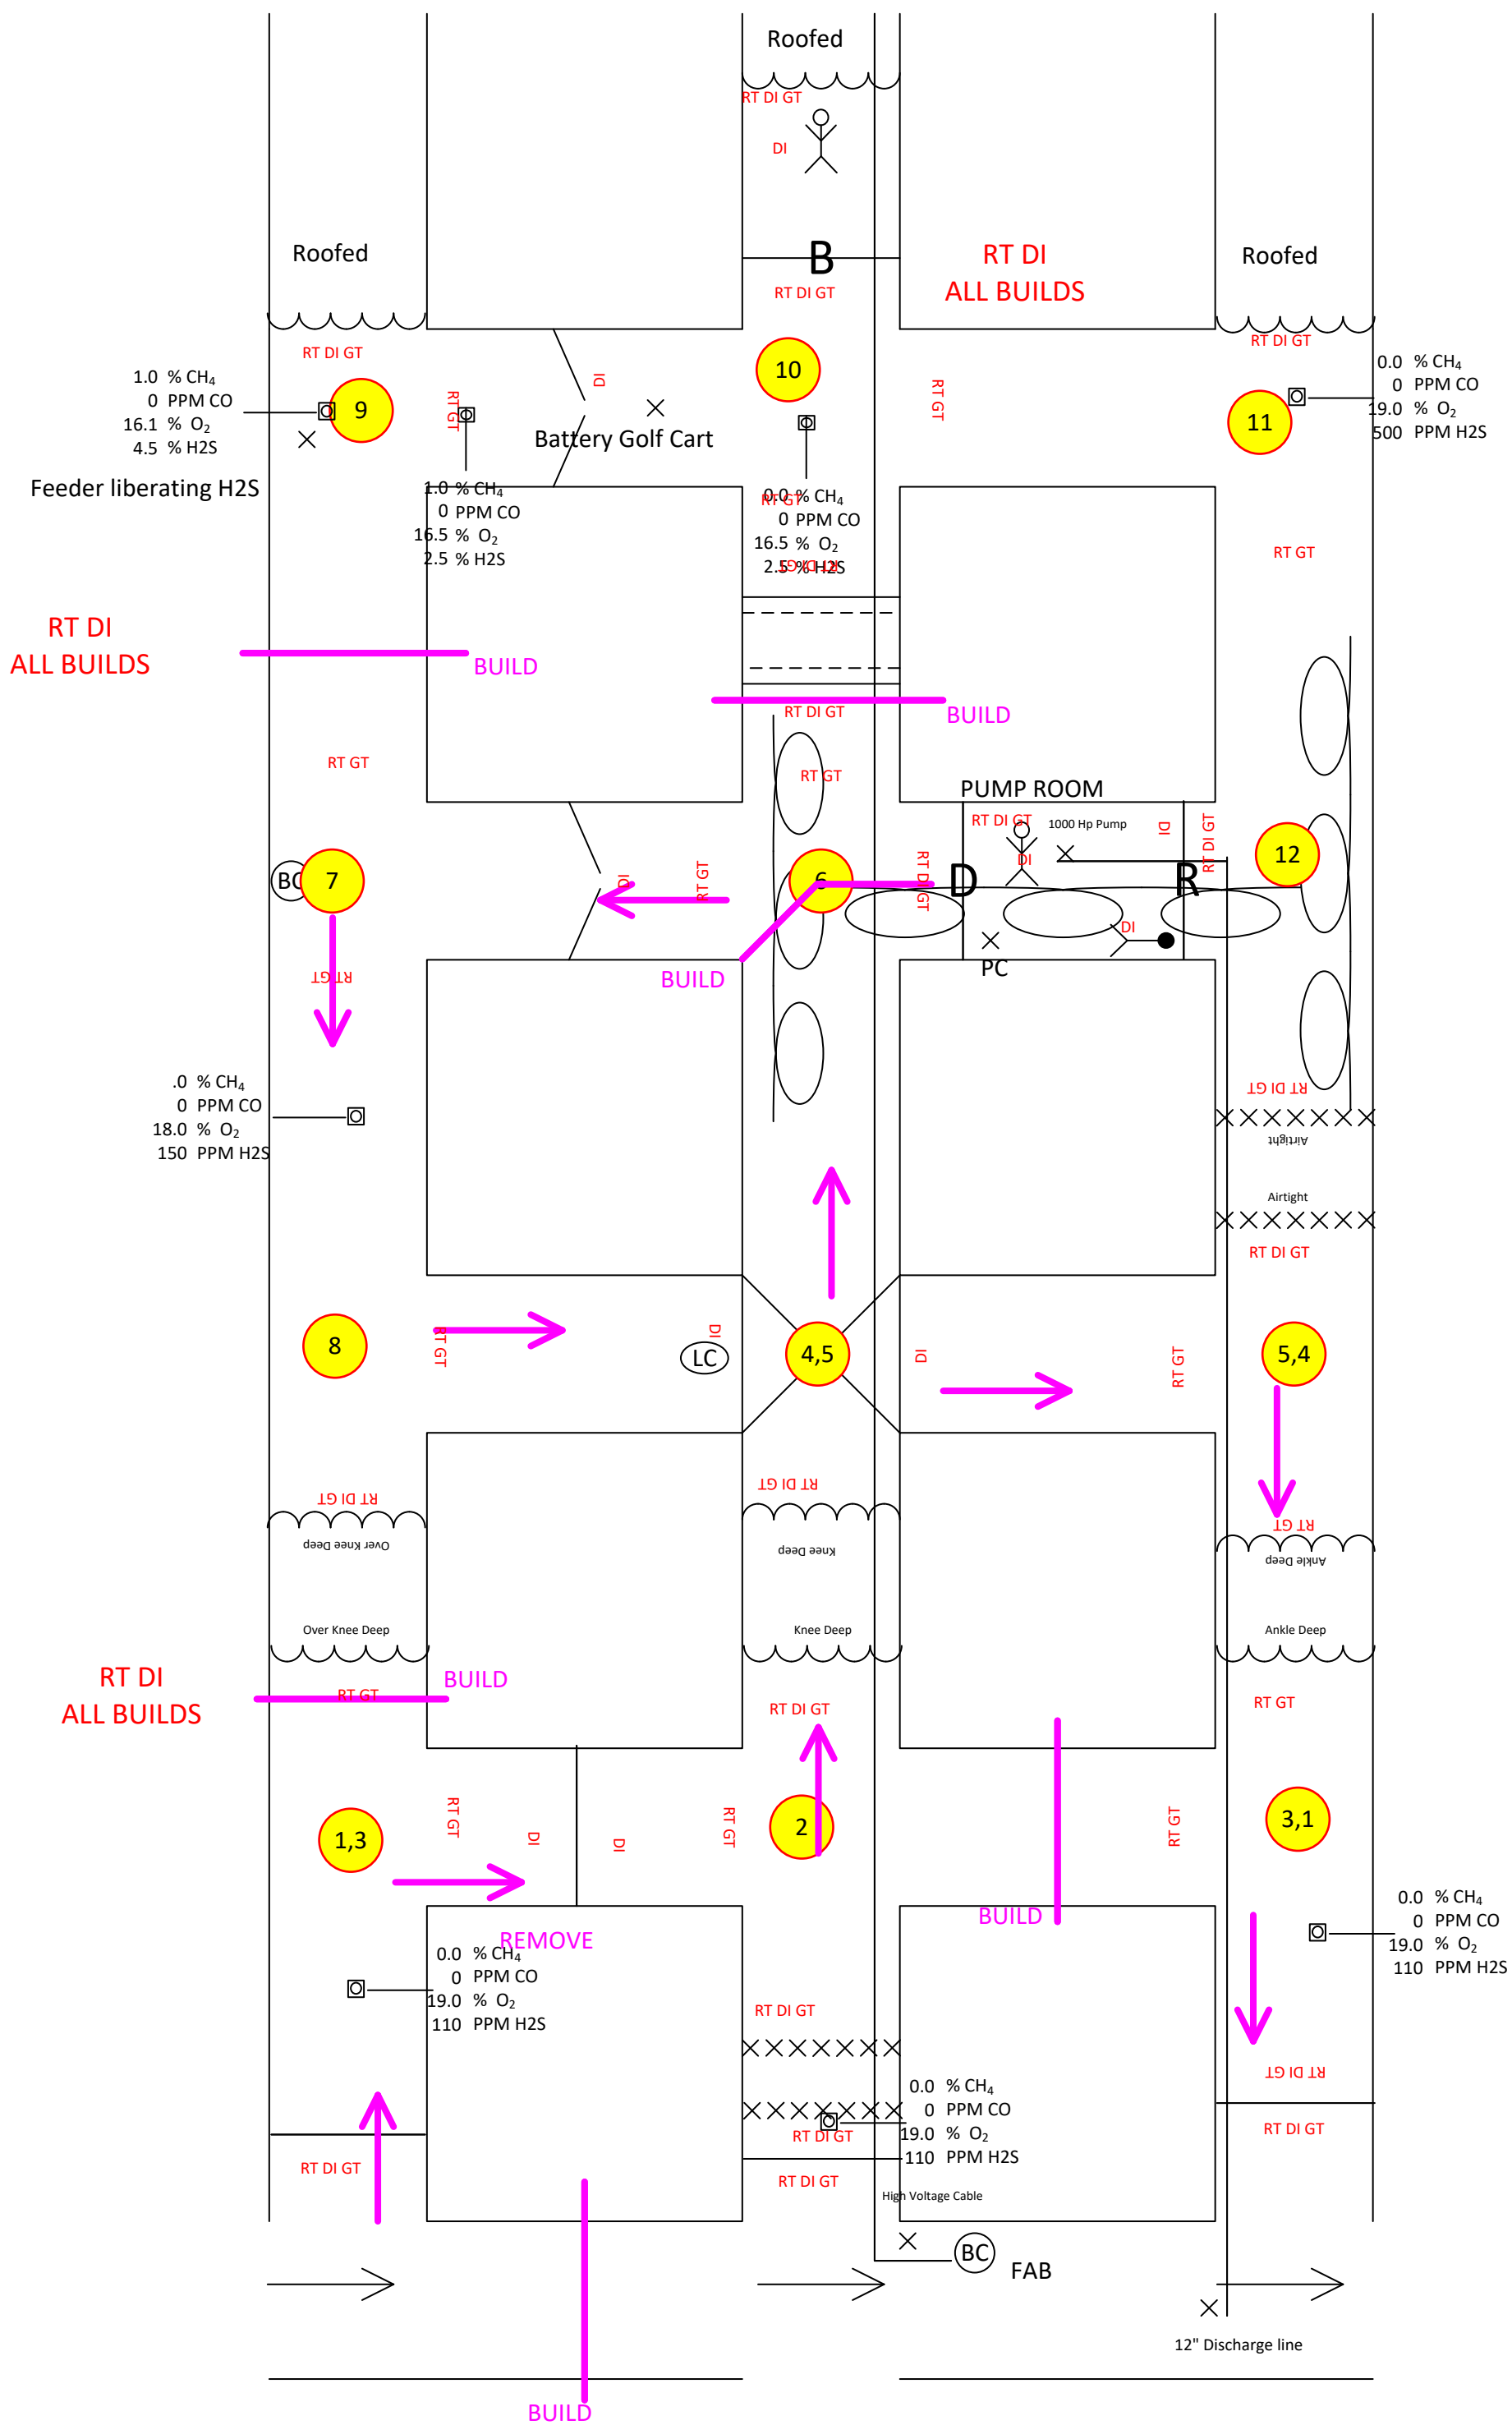 Roofed
RT DI GT
DI
Roofed
B
RT DI
ALL BUILDS
Roofed
RT DI GT
RT DI GT
RT DI GT
10
DI
1.0 % CH₄
0 PPM CO
16.1 % O₂
4.5 % H2S
9
RT GT
RT GT
11
0.0 % CH₄
0 PPM CO
19.0 % O₂
500 PPM H2S
Battery Golf Cart
Feeder liberating H2S
1.0 % CH₄
0 PPM CO
16.5 % O₂
2.5 % H2S
RT GT
0.0 % CH₄
0 PPM CO
16.5 % O₂
2.5 % H2S
RT DI GT
RT GT
RT DI
ALL BUILDS
BUILD
RT DI GT
BUILD
RT GT
RT GT
PUMP ROOM
RT DI GT
1000 Hp Pump
DI
RT DI GT
12
BC
7
DI
RT GT
6
RT DI GT
D
DI
R
DI
PC
RT GT
BUILD
.0 % CH₄
0 PPM CO
18.0 % O₂
150 PPM H2S
RT DI GT
Airtight
Airtight
RT DI GT
8
RT GT
DI
LC
4,5
DI
RT GT
5,4
RT DI GT
RT DI GT
RT GT
Over Knee Deep
Knee Deep
Ankle Deep
Over Knee Deep
Knee Deep
Ankle Deep
RT DI
ALL BUILDS
BUILD
RT GT
RT DI GT
RT GT
1,3
RT GT
DI
DI
RT GT
2
RT GT
3,1
BUILD
REMOVE
0.0 % CH₄
0 PPM CO
19.0 % O₂
110 PPM H2S
0.0 % CH₄
0 PPM CO
19.0 % O₂
110 PPM H2S
RT DI GT
RT DI GT
0.0 % CH₄
0 PPM CO
19.0 % O₂
110 PPM H2S
RT DI GT
RT DI GT
RT DI GT
RT DI GT
High Voltage Cable
BC
FAB
12" Discharge line
BUILD